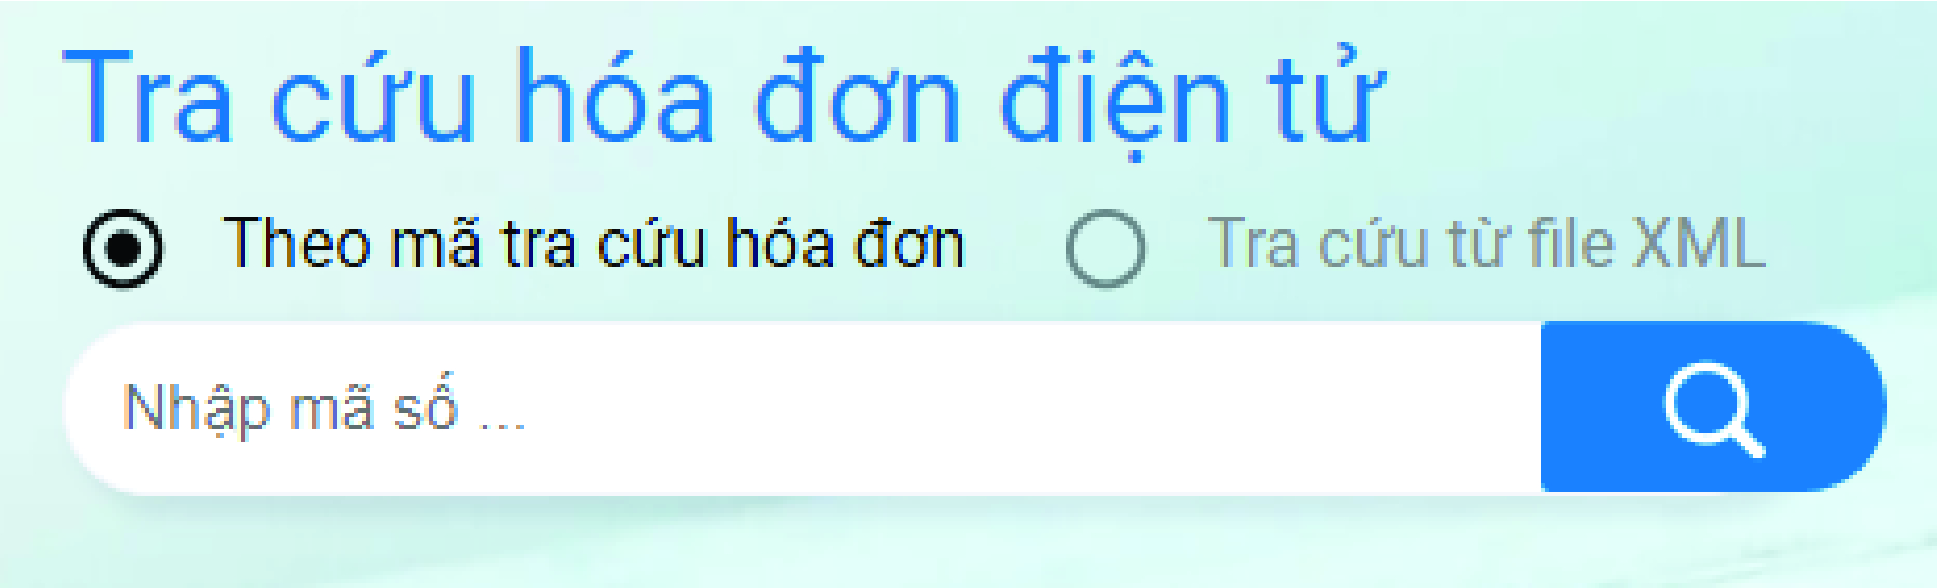 Tra cứu hóa đơn điện tử
Theo mã tra cứu hóa đơn
Tra cứu từ file XML
Nhập mã số ...